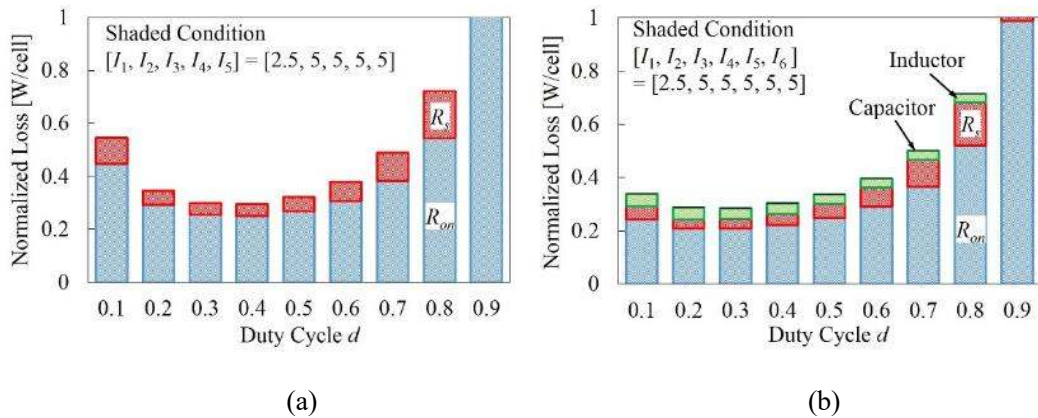 Normalized Loss [W/cell]
1
0.8
0.6
0.4
0.2
0
Shaded Condition
[I1, I2, I3, I4, I5] = [2.5, 5, 5, 5, 5]
Rs
Ron
0.1 0.2 0.3 0.4 0.5 0.6 0.7 0.8 0.9
Duty Cycle d
(a)
Normalized Loss [W/cell]
1
0.8
0.6
0.4
0.2
0
Shaded Condition
[I1, I2, I3, I4, I5, I6]
= [2.5, 5, 5, 5, 5, 5]
Inductor
Capacitor
Rs
Ron
0.1 0.2 0.3 0.4 0.5 0.6 0.7 0.8 0.9
Duty Cycle d
(b)